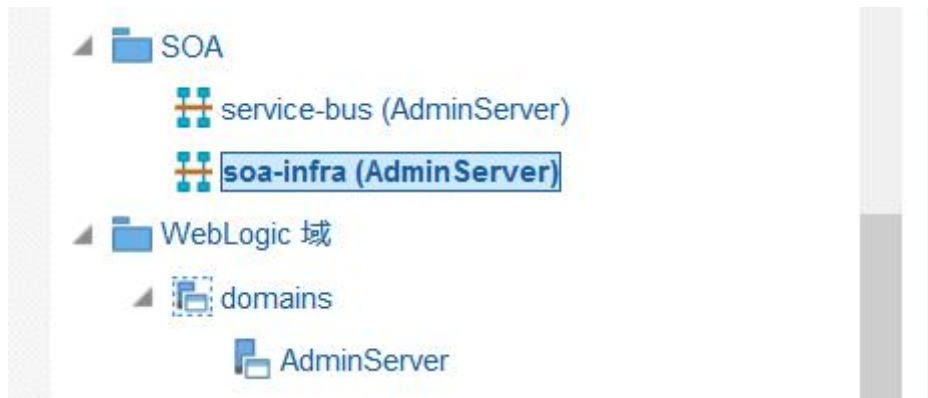 SOA
service-bus (AdminServer)
soa-infra (AdminServer)
WebLogic 域
domains
AdminServer